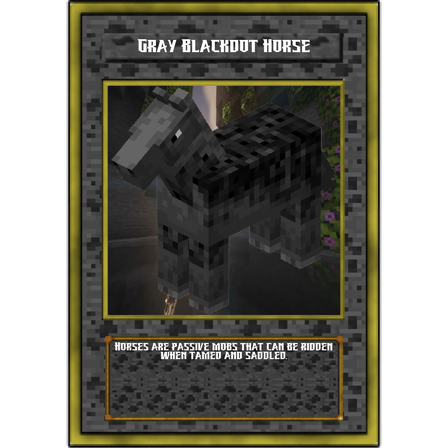 Gray Blackdot Horse
Horses are passive mobs that can be ridden
when tamed and saddled.